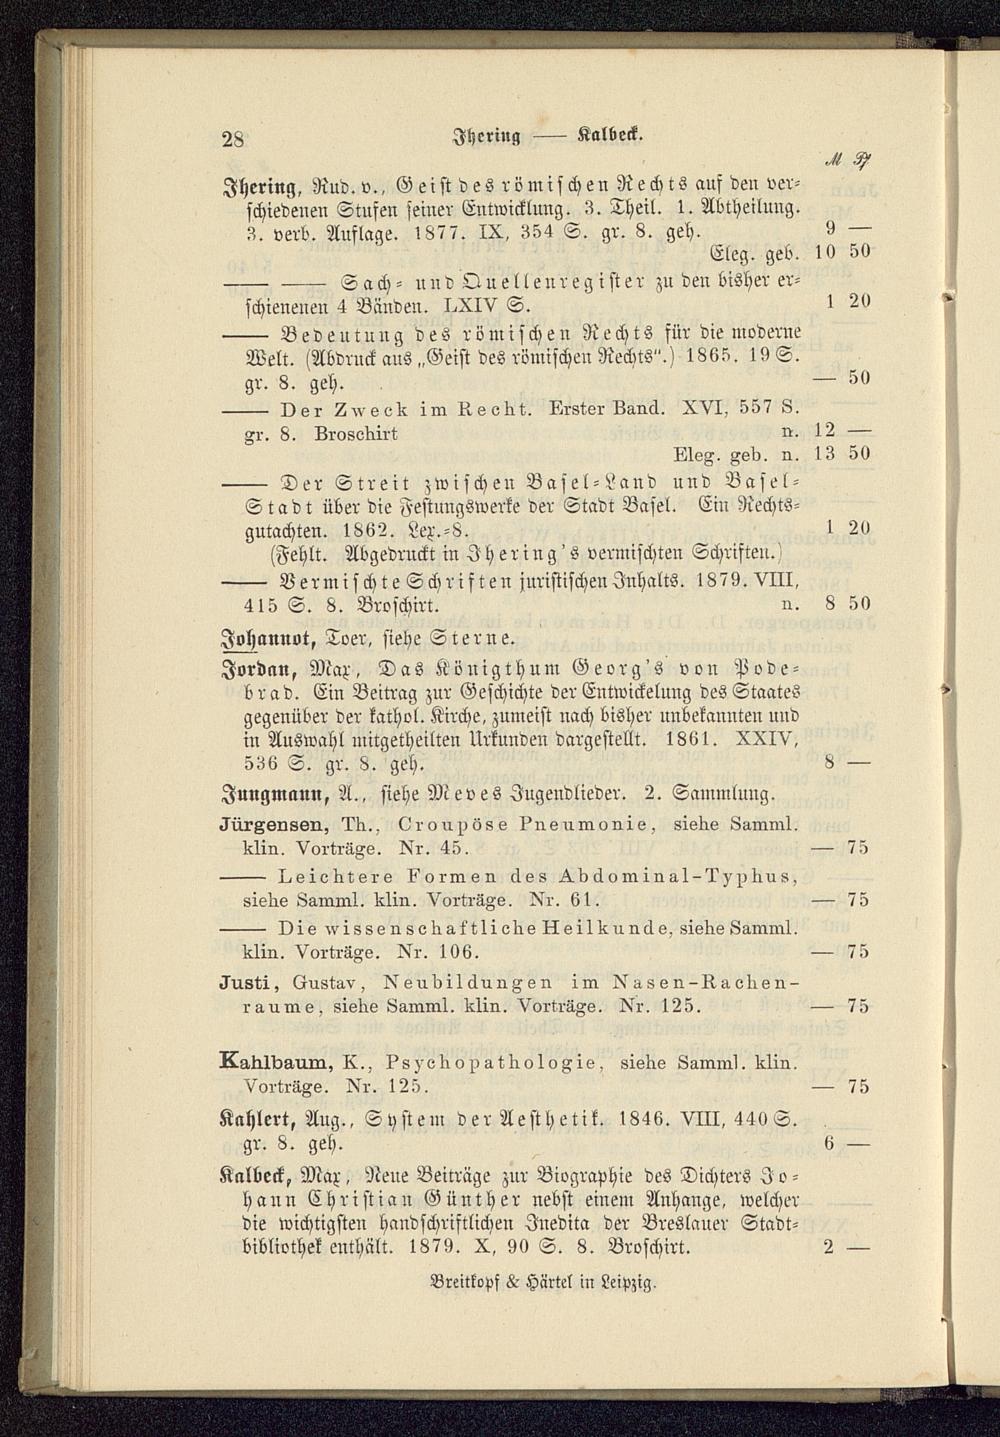 28 Ihering —— Kalbeck.
M Pf
Ihering, Rud. v., Geist des römischen Rechts auf den ver-
schiedenen Stufen seiner Entwicklung. 3. Theil. 1. Abtheilung.
3. verb. Auflage. 1877. IX, 354 S. gr. 8. geh. 9 —
Eleg. geb. 10 50
—— —— Sach- und Quellenregister zu den bisher er-
schienenen 4 Bänden. LXIV S. 1 20
—— Bedeutung des römischen Rechts für die moderne
Welt. (Abdruck aus „Geist des römischen Rechts“.) 1865. 19 S.
gr. 8. geh. — 50
—— Der Zweck im Recht. Erster Band. XVI, 557 S.
gr. 8. Broschirt n. 12 —
Eleg. geb. n. 13 50
—— Der Streit zwischen Basel-Land und Basel-
Stadt über die Festungswerke der Stadt Basel. Ein Rechts-
gutachten. 1862. Lex.-8. 1 20
(Fehlt. Abgedruckt in Ihering's vermischten Schriften.)
—— Vermischte Schriften juristischen Inhalts. 1879. VIII,
415 S. 8. Broschirt. n. 8 50
Johannot, Toer, siehe Sterne.
Jordan, Max, Das Königthum Georg's von Pode-
brad. Ein Beitrag zur Geschichte der Entwickelung des Staates
gegenüber der kathol. Kirche, zumeist nach bisher unbekannten und
in Auswahl mitgetheilten Urkunden dargestellt. 1861. XXIV,
536 S. gr. 8. geh. 8 —
Jungmann, A., siehe Meves Jugendlieder. 2. Sammlung.
Jürgensen, Th., Croupöse Pneumonie, siehe Samml.
klin. Vorträge. Nr. 45. — 75
—— Leichtere Formen des Abdominal-Typhus,
siehe Samml. klin. Vorträge. Nr. 61. — 75
—— Die wissenschaftliche Heilkunde, siehe Samml.
klin. Vorträge. Nr. 106. — 75
Justi, Gustav, Neubildungen im Nasen-Rachen-
raume, siehe Samml. klin. Vorträge. Nr. 125. — 75
Kahlbaum, K., Psychopathologie, siehe Samml. klin.
Vorträge. Nr. 125. — 75
Kahlert, Aug., System der Aesthetik. 1846. VIII, 440 S.
gr. 8. geh. 6 —
Kalbeck, Max, Neue Beiträge zur Biographie des Dichters Jo-
hann Christian Günther nebst einem Anhange, welcher
die wichtigsten handschriftlichen Inedita der Breslauer Stadt-
bibliothek enthält. 1879. X, 90 S. 8. Broschirt. 2 —
Breitkopf & Härtel in Leipzig.